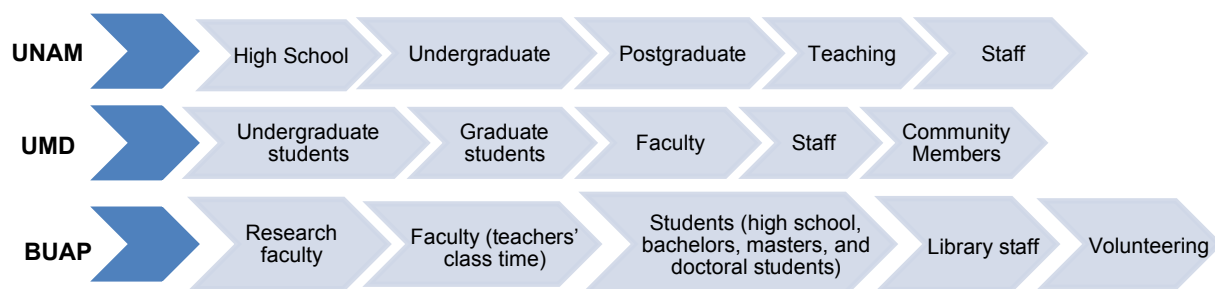 UNAM
High School
Undergraduate
Postgraduate
Teaching
Staff
UMD
Undergraduate
students
Graduate
students
Faculty
Staff
Community
Members
BUAP
Research
faculty
Faculty (teachers’
class time)
Students (high school,
bachelors, masters, and
doctoral students)
Library staff
Volunteering